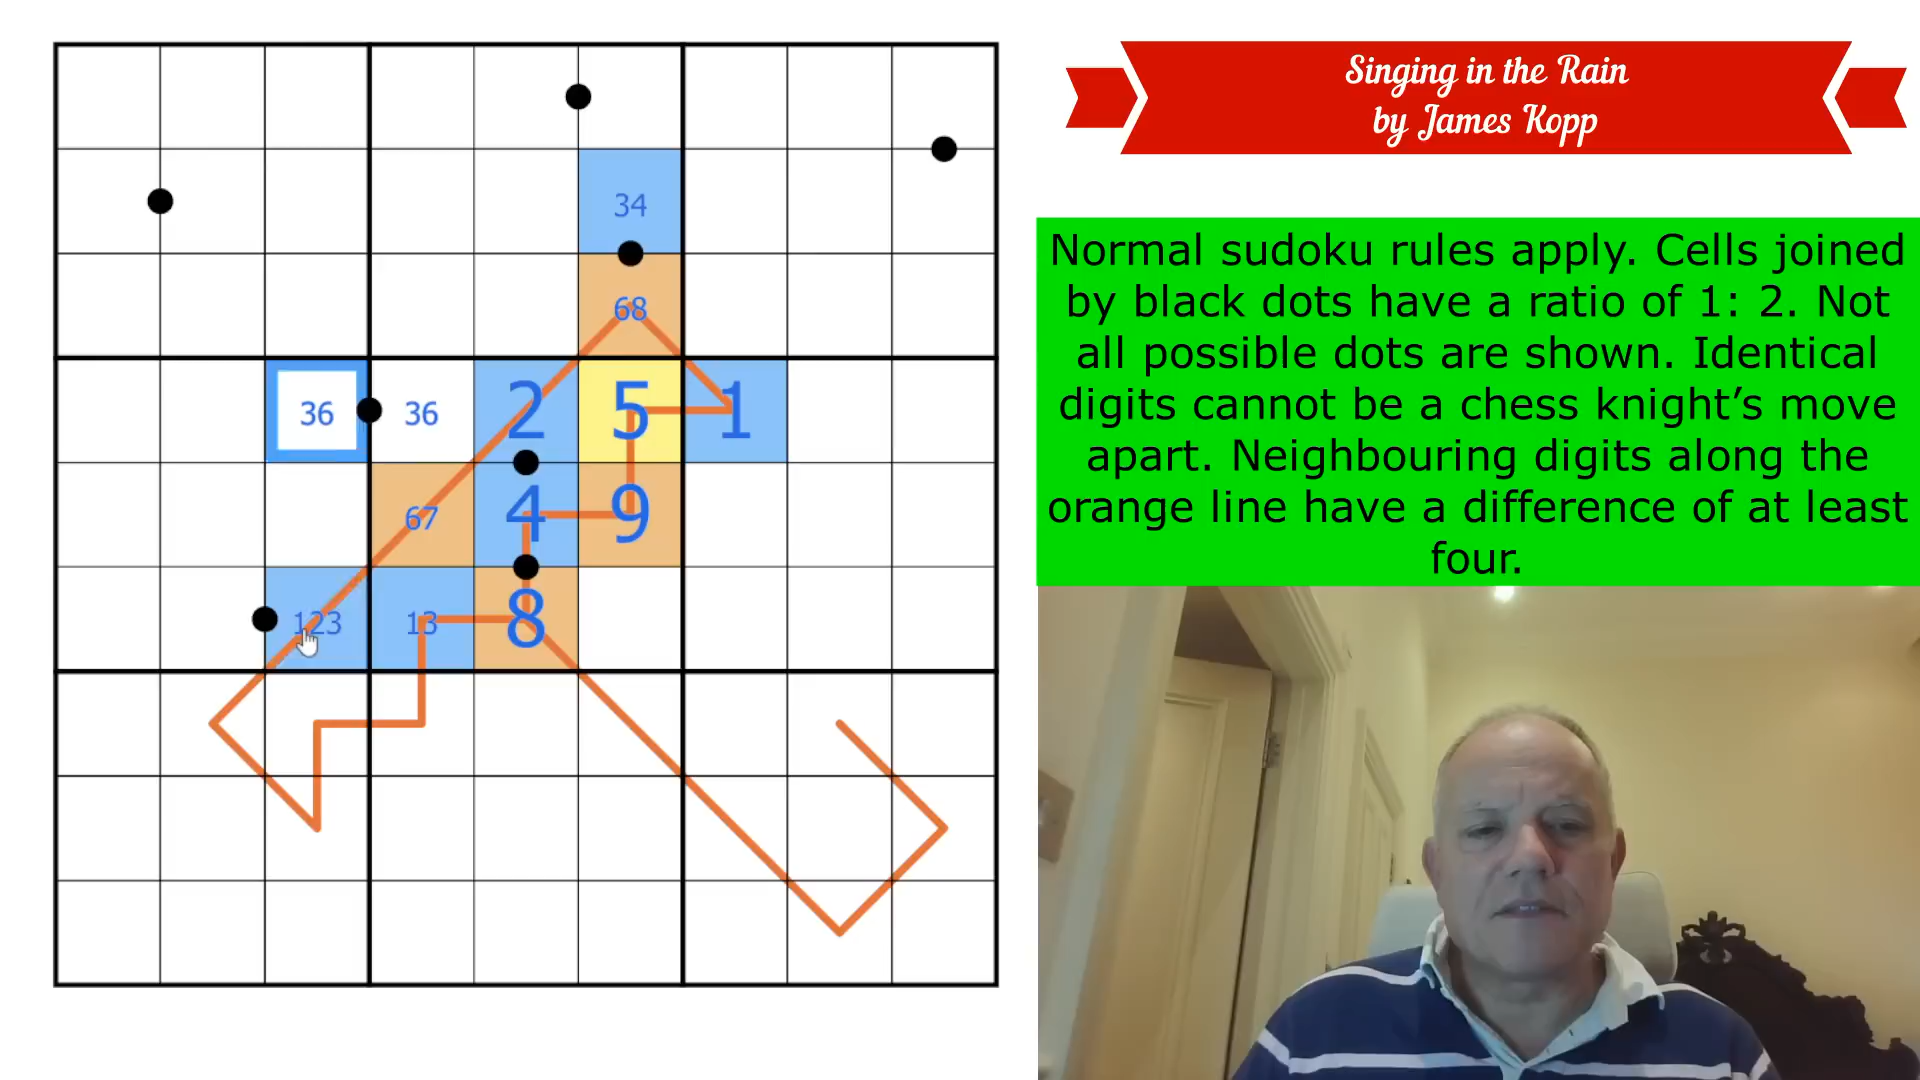 Singing in the Rain
by James Kopp
Normal sudoku rules apply. Cells joined
by black dots have a ratio of 1: 2. Not
all possible dots are shown. Identical
digits cannot be a chess knight’s move
apart. Neighbouring digits along the
orange line have a difference of at least
four.
34
68
36 36 2 5 1
67 4 9
123 13 8